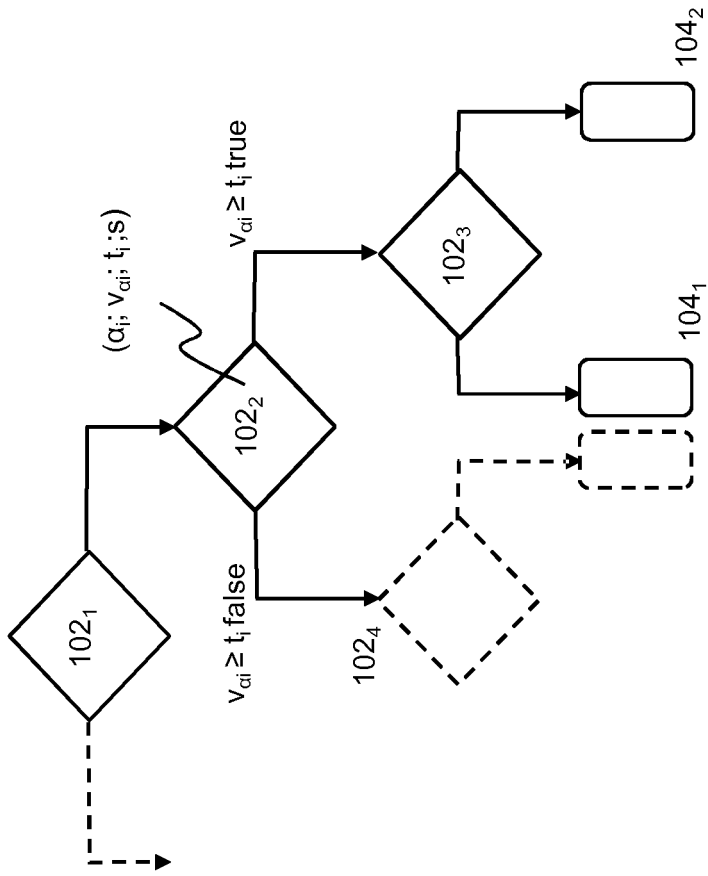 102₁
(αᵢ; v_αi; tᵢ ;s)
102₂
v_αi ≥ tᵢ false
v_αi ≥ tᵢ true
102₄
102₃
104₁
104₂